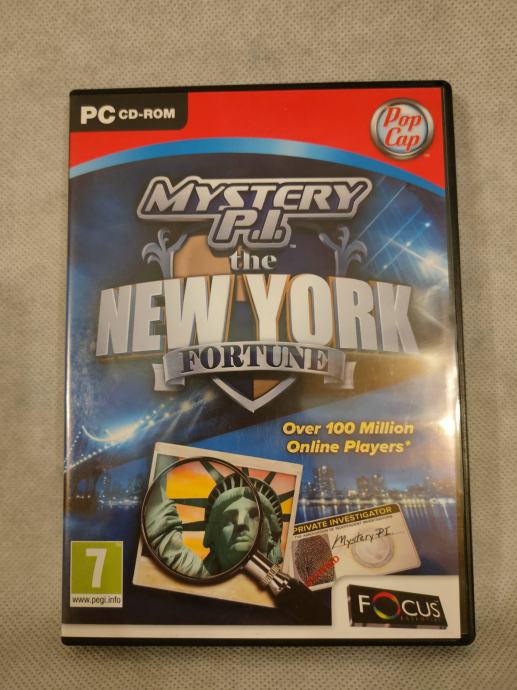 PC CD-ROM
Pop
Cap
MYSTERY
P.I.™
the
NEW YORK
FORTUNE
Over 100 Million
Online Players*
PRIVATE INVESTIGATOR
Mystery P.I.
7
www.pegi.info
FOCUS